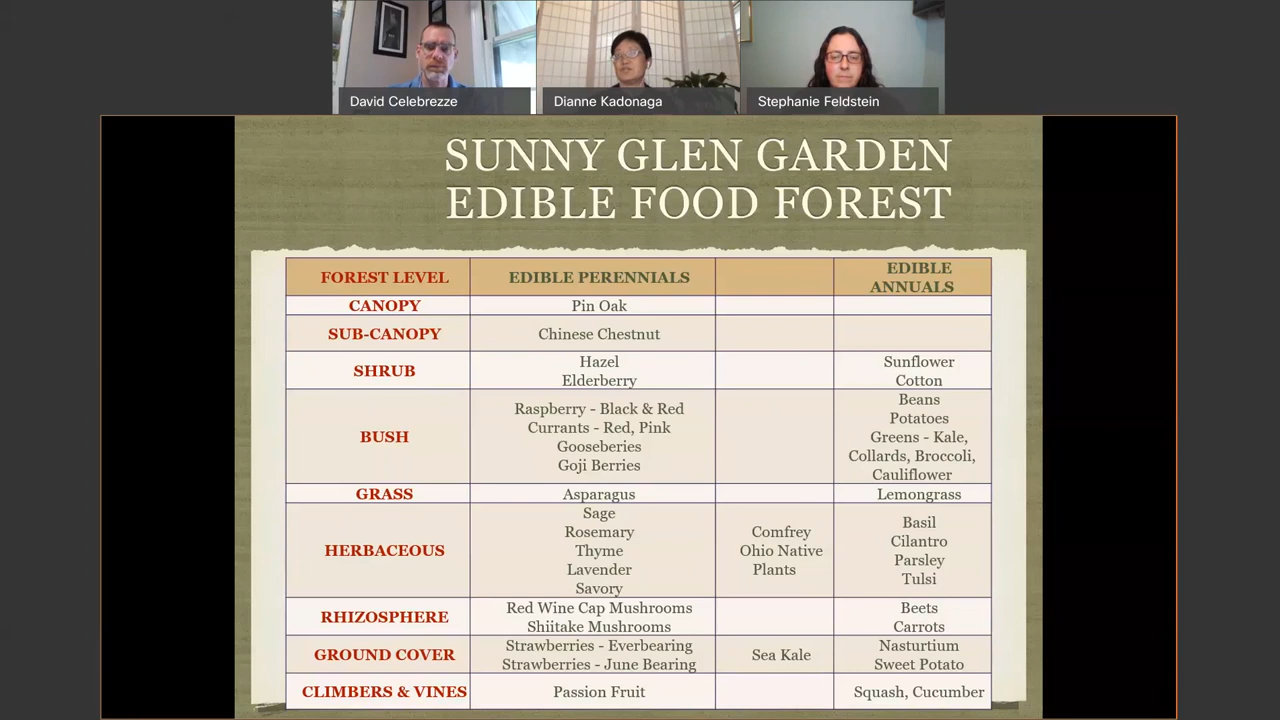 David Celebrezze
Dianne Kadonaga
Stephanie Feldstein
SUNNY GLEN GARDEN
EDIBLE FOOD FOREST
FOREST LEVEL
EDIBLE PERENNIALS
EDIBLE
ANNUALS
CANOPY
Pin Oak
SUB-CANOPY
Chinese Chestnut
SHRUB
Hazel
Elderberry
Sunflower
Cotton
BUSH
Raspberry - Black & Red
Currants - Red, Pink
Gooseberies
Goji Berries
Beans
Potatoes
Greens - Kale,
Collards, Broccoli,
Cauliflower
GRASS
Asparagus
Lemongrass
HERBACEOUS
Sage
Rosemary
Thyme
Lavender
Savory
Comfrey
Ohio Native
Plants
Basil
Cilantro
Parsley
Tulsi
RHIZOSPHERE
Red Wine Cap Mushrooms
Shiitake Mushrooms
Beets
Carrots
GROUND COVER
Strawberries - Everbearing
Strawberries - June Bearing
Sea Kale
Nasturtium
Sweet Potato
CLIMBERS & VINES
Passion Fruit
Squash, Cucumber